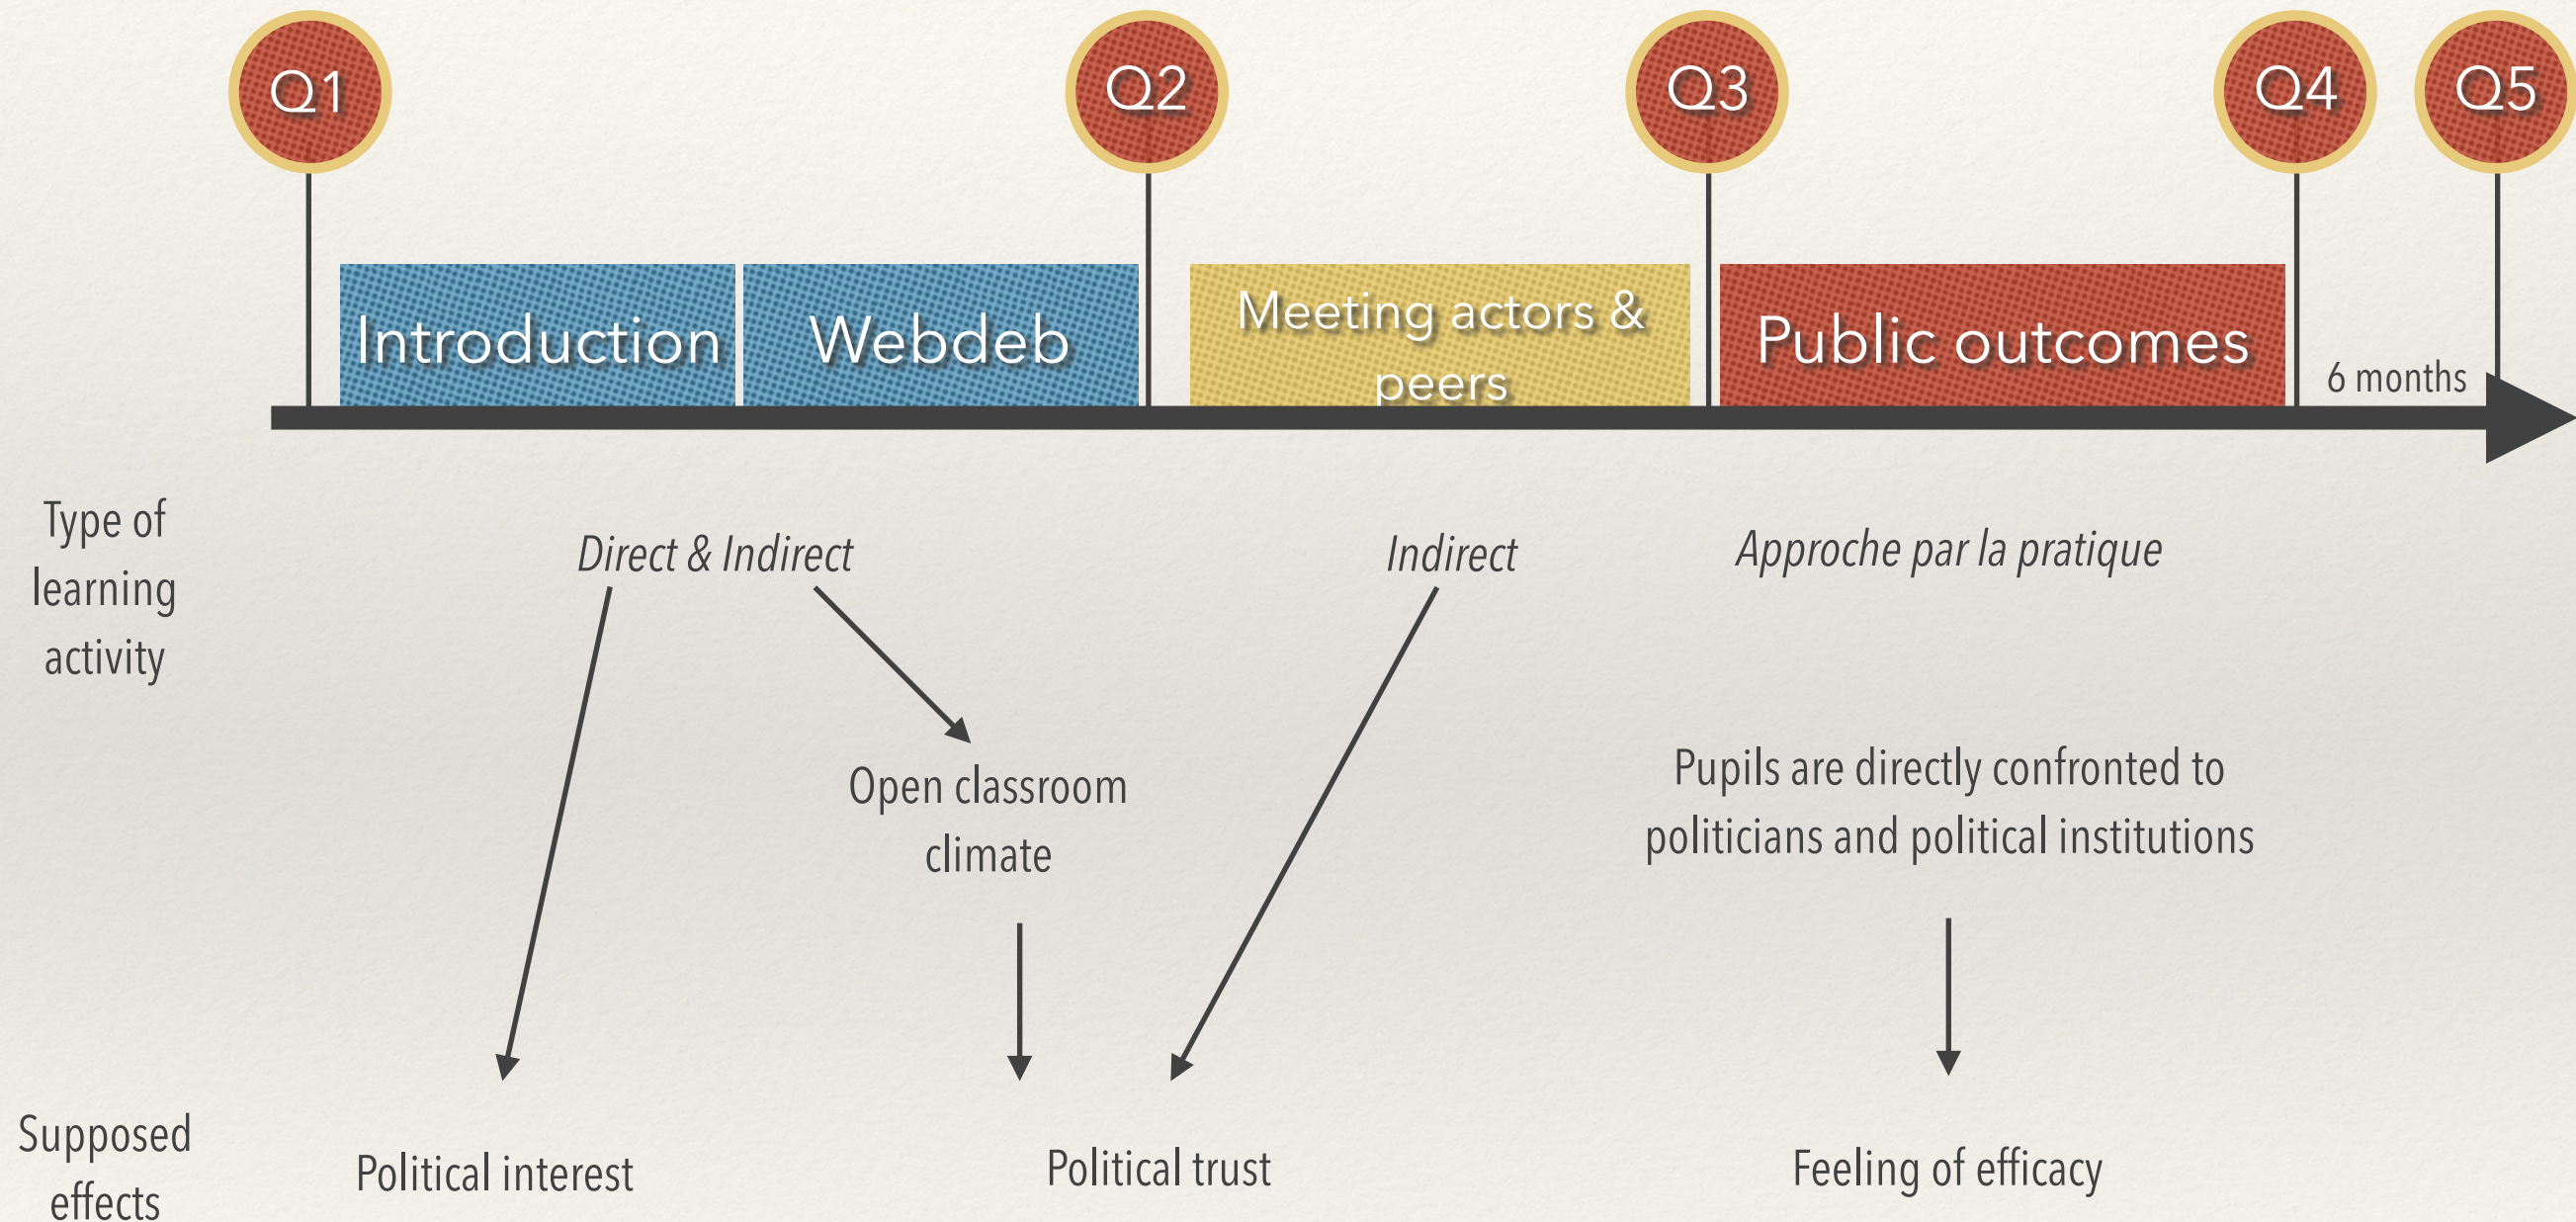 Q1
Q2
Q3
Q4
Q5
Introduction
Webdeb
Meeting actors &
peers
Public outcomes
6 months
Type of
learning
activity
Direct & Indirect
Indirect
Approche par la pratique
Open classroom
climate
Pupils are directly confronted to
politicians and political institutions
Supposed
effects
Political interest
Political trust
Feeling of efficacy